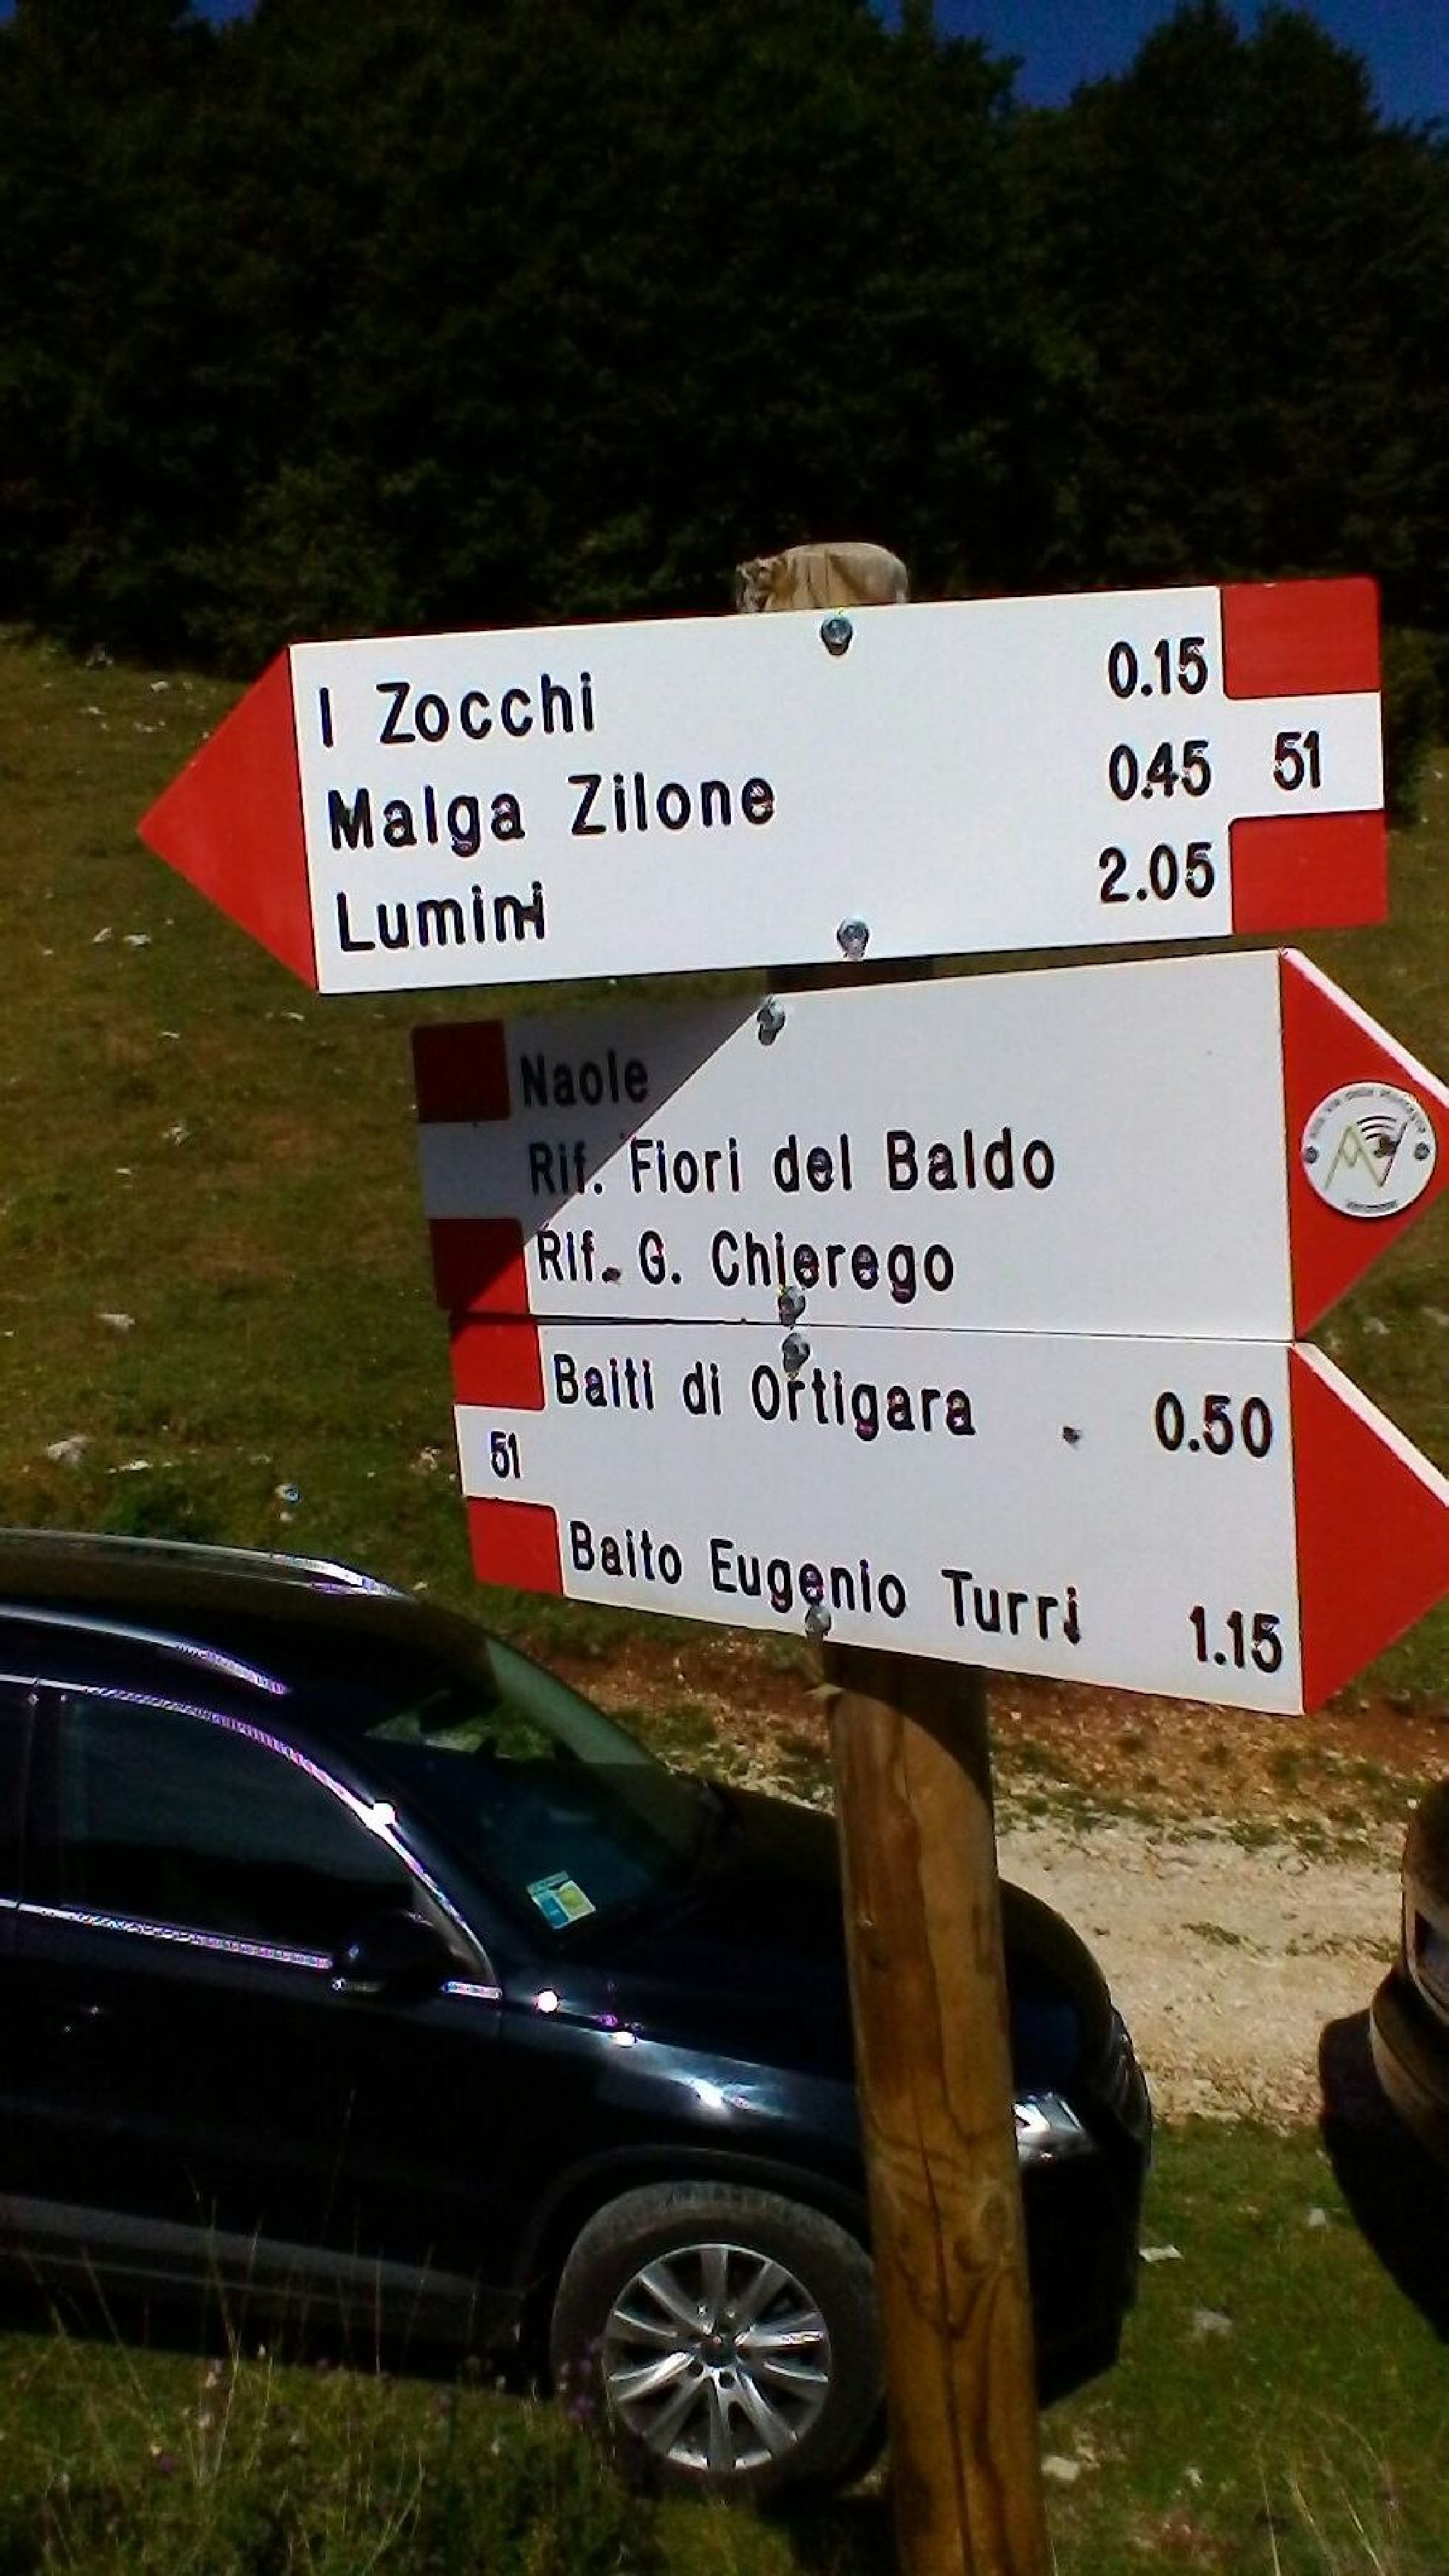 I Zocchi 0.15
Malga Zilone 0.45 51
Lumini 2.05
Naole
Rif. Fiori del Baldo
Rif. G. Chierego
Baiti di Ortigara 0.50
51
Baito Eugenio Turri 1.15